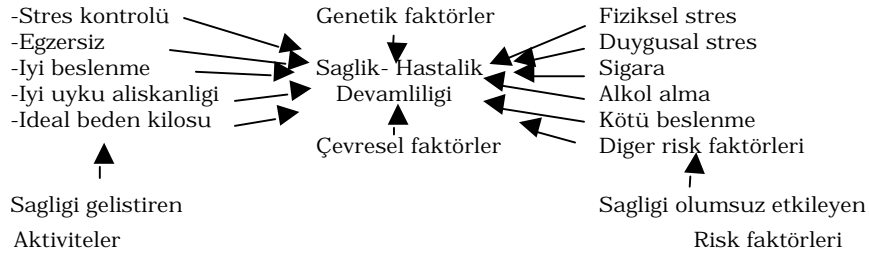 -Stres kontrolü
-Egzersiz
-Iyi beslenme
-Iyi uyku aliskanligi
-Ideal beden kilosu
Sagligi gelistiren
Aktiviteler
Genetik faktörler
Saglik- Hastalik
Devamliligi
Çevresel faktörler
Fiziksel stres
Duygusal stres
Sigara
Alkol alma
Kötü beslenme
Diger risk faktörleri
Sagligi olumsuz etkileyen
Risk faktörleri